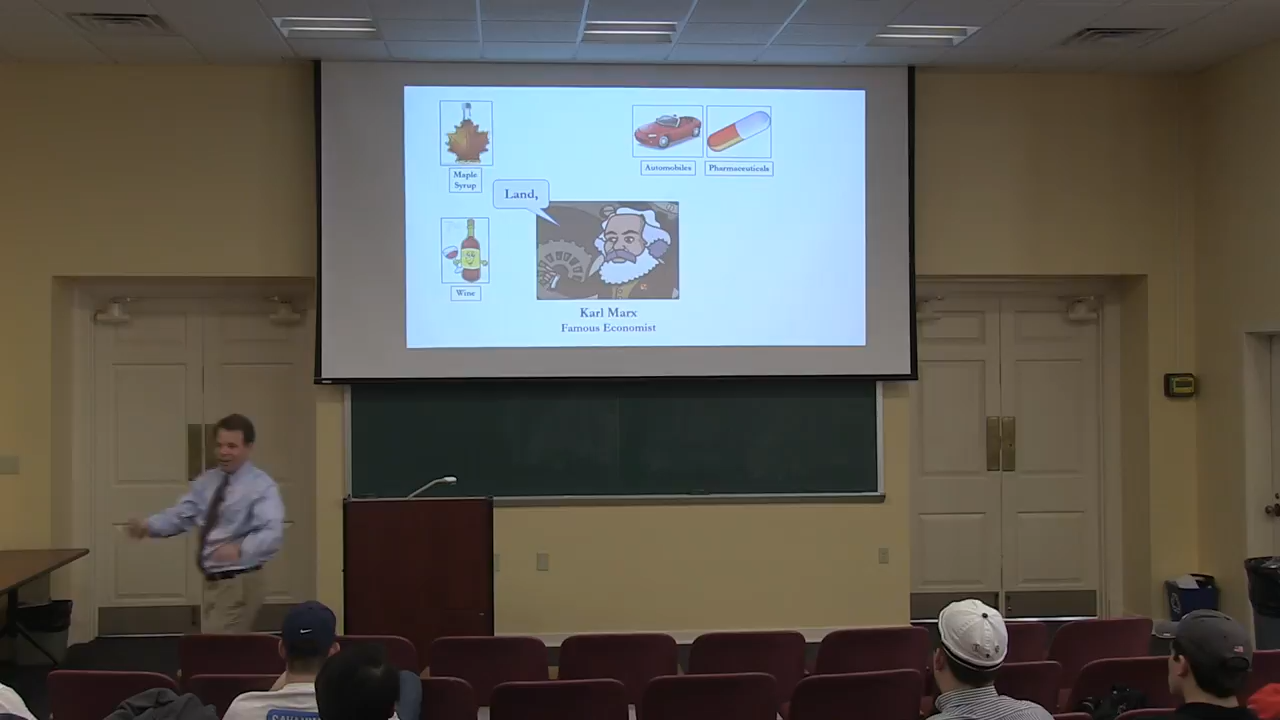 Maple
Syrup
Automobiles
Pharmaceuticals
Land,
Wine
Karl Marx
Famous Economist